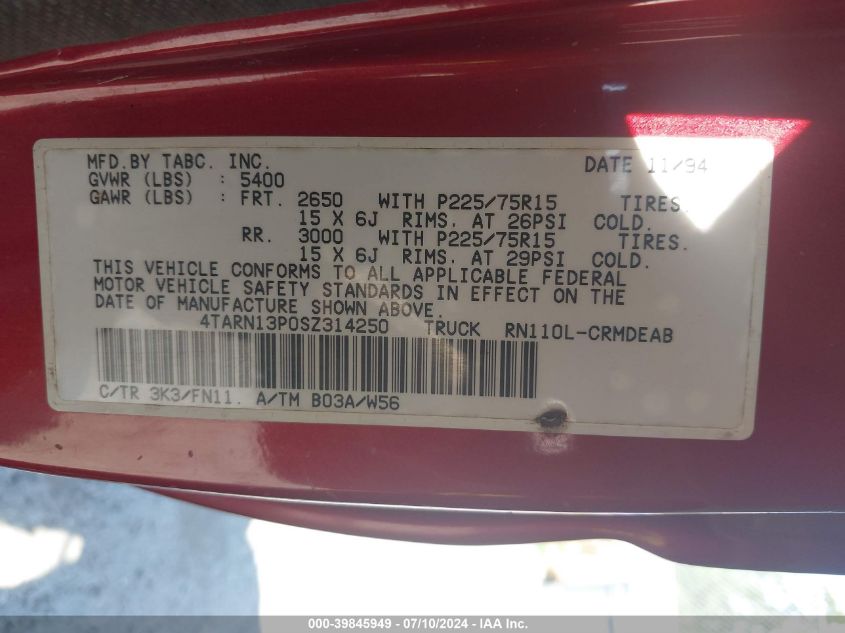 MFD.BY TABC. INC. DATE 11/94
GVWR (LBS) : 5400
GAWR (LBS) : FRT. 2650 WITH P225/75R15 TIRES.
15 X 6J RIMS. AT 26PSI COLD.
RR. 3000 WITH P225/75R15 TIRES.
15 X 6J RIMS. AT 29PSI COLD.
THIS VEHICLE CONFORMS TO ALL APPLICABLE FEDERAL
MOTOR VEHICLE SAFETY STANDARDS IN EFFECT ON THE
DATE OF MANUFACTURE SHOWN ABOVE.
4TARN13P0SZ314250 TRUCK RN110L-CRMDEAB
C/TR 3K3/FN11. A/TM B03A/W56
000-39845949 - 07/10/2024 - IAA Inc.